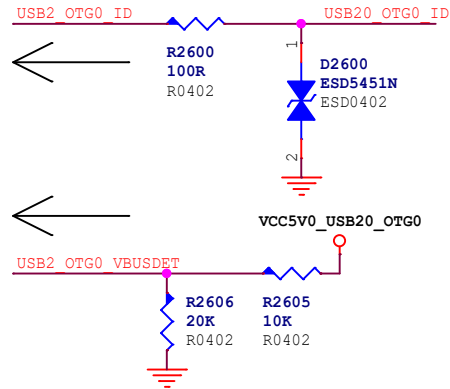 USB2_OTG0_ID
USB20_OTG0_ID
R2600
100R
R0402
1
D2600
ESD5451N
ESD0402
2
VCC5V0_USB20_OTG0
USB2_OTG0_VBUSDET
R2606
20K
R0402
R2605
10K
R0402